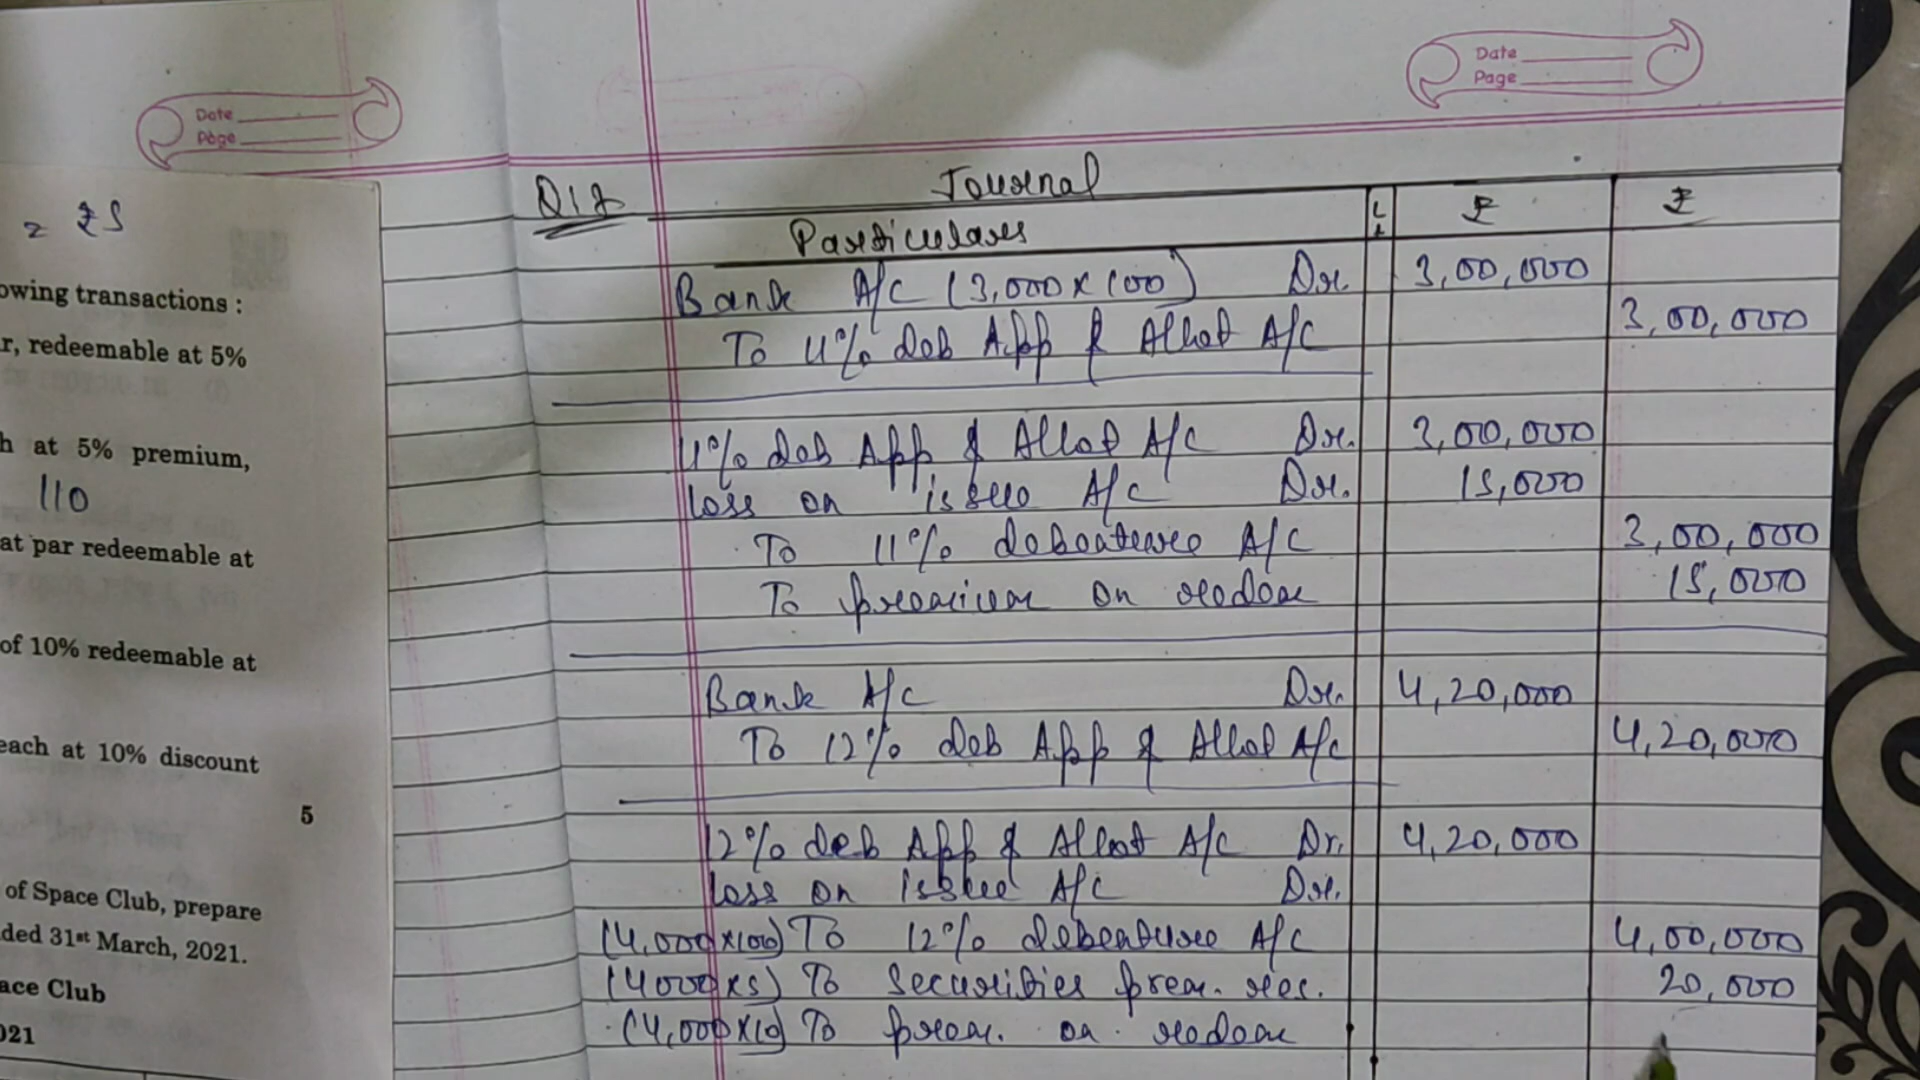 Date
Page
Date
Page
= ₹5
owing transactions :
r, redeemable at 5%
h at 5% premium,
110
at par redeemable at
of 10% redeemable at
each at 10% discount
5
of Space Club, prepare
ded 31st March, 2021.
ace Club
021
Journal
Particulars L ₹ ₹
Bank A/C (3,000×100) Dr. 3,00,000
To 11% deb App & Allot A/C 3,00,000
11% deb App & Allot A/C Dr. 3,00,000
loss on issue A/C Dr. 15,000
To 11% debenture A/C 3,00,000
To premium on redem 15,000
Bank A/C Dr. 4,20,000
To 12% deb App & Allot A/c 4,20,000
12% deb App & Allot A/C Dr. 4,20,000
loss on issue A/C Dr.
(4,000×100) To 12% debenture A/C 4,00,000
(4000×5) To Securities prem. res. 20,000
(4,000×10) To prem. on redem